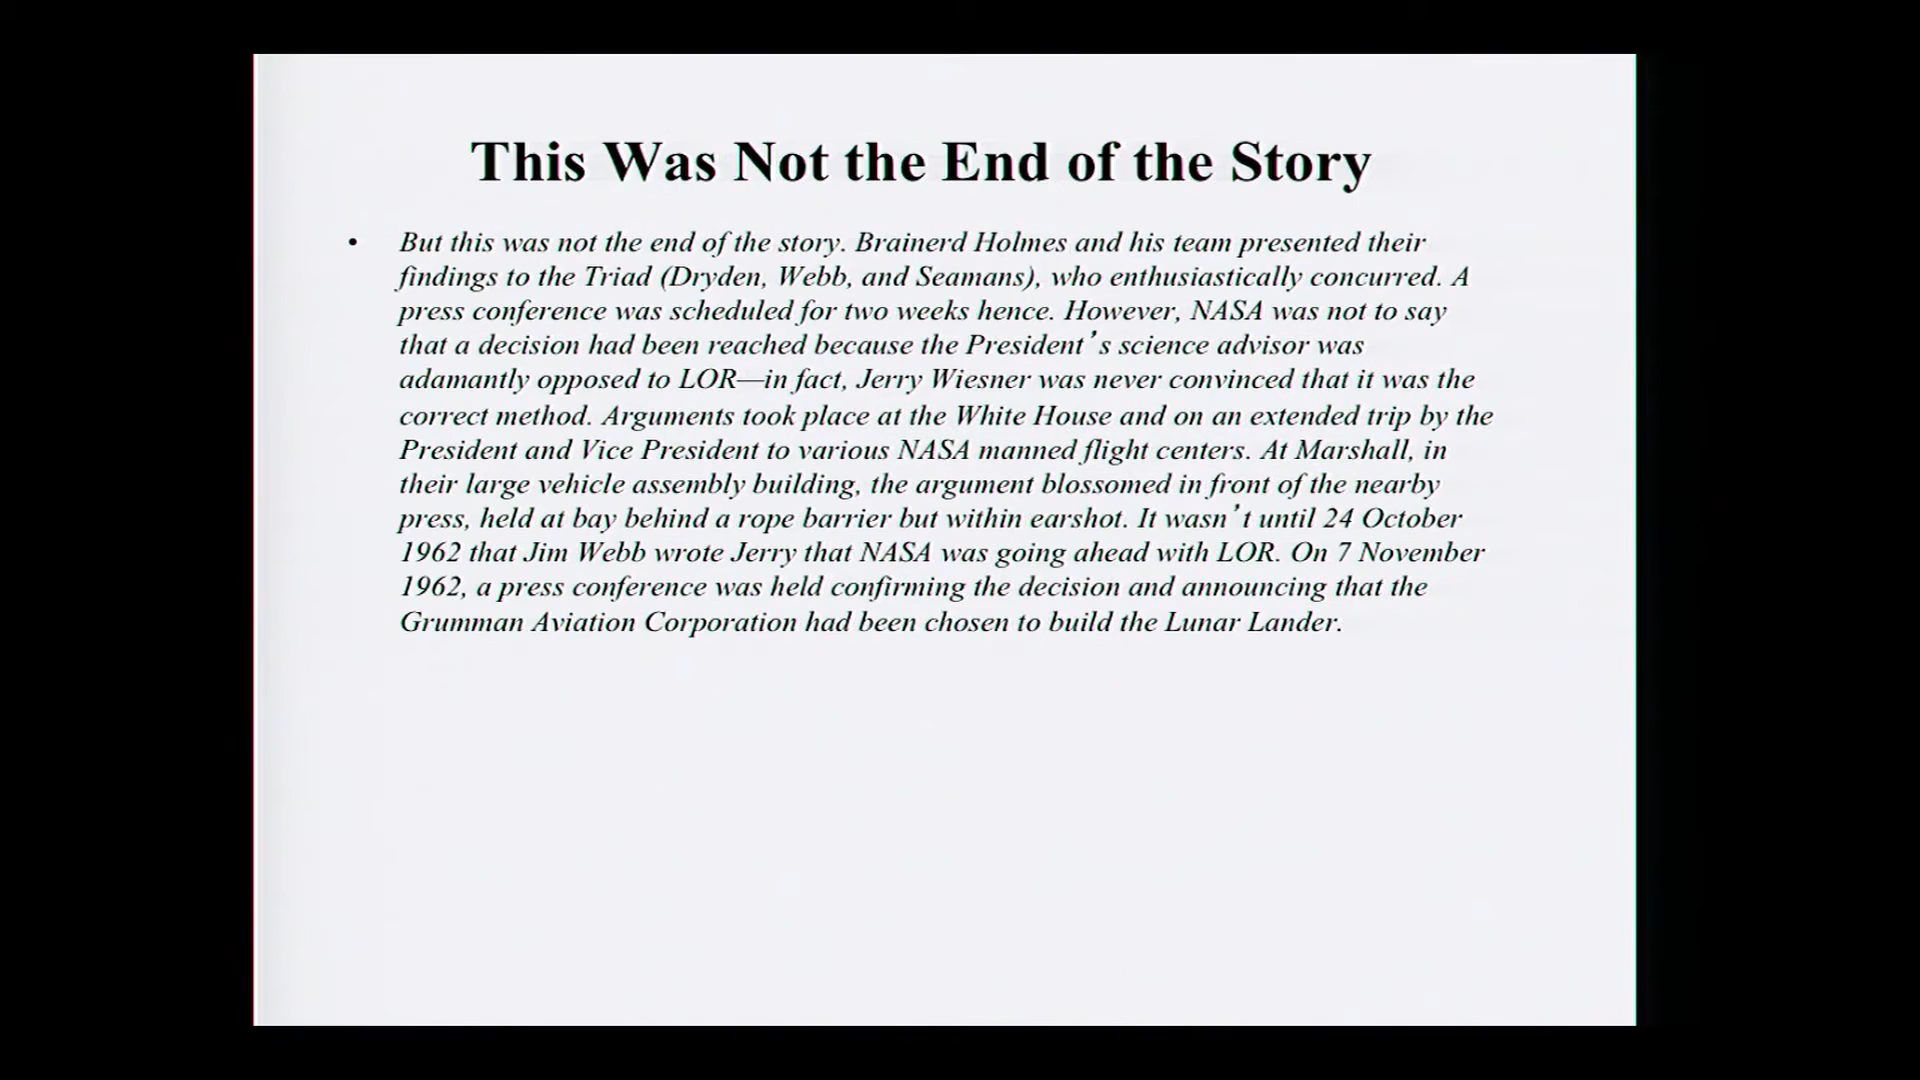 This Was Not the End of the Story
• But this was not the end of the story. Brainerd Holmes and his team presented their
findings to the Triad (Dryden, Webb, and Seamans), who enthusiastically concurred. A
press conference was scheduled for two weeks hence. However, NASA was not to say
that a decision had been reached because the President’s science advisor was
adamantly opposed to LOR—in fact, Jerry Wiesner was never convinced that it was the
correct method. Arguments took place at the White House and on an extended trip by the
President and Vice President to various NASA manned flight centers. At Marshall, in
their large vehicle assembly building, the argument blossomed in front of the nearby
press, held at bay behind a rope barrier but within earshot. It wasn’t until 24 October
1962 that Jim Webb wrote Jerry that NASA was going ahead with LOR. On 7 November
1962, a press conference was held confirming the decision and announcing that the
Grumman Aviation Corporation had been chosen to build the Lunar Lander.